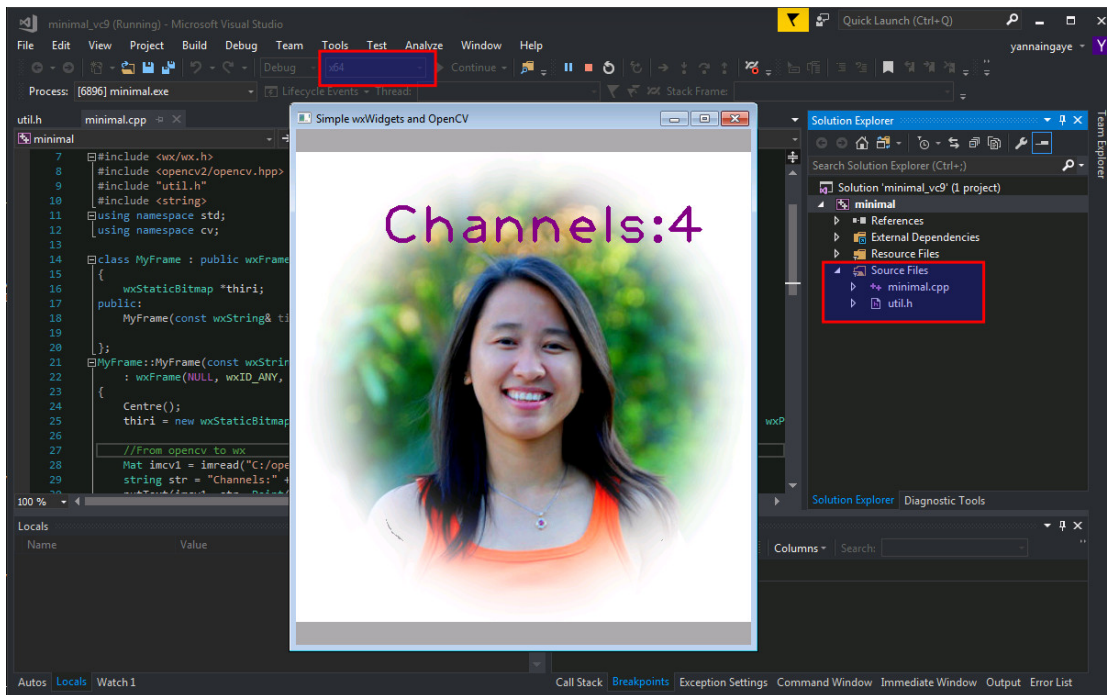 minimal_vc9 (Running) - Microsoft Visual Studio
Quick Launch (Ctrl+Q)
File Edit View Project Build Debug Team Tools Test Analyze Window Help
yannaingaye Y
Debug x64 Continue
Process: [6896] minimal.exe Lifecycle Events Thread: Stack Frame:
util.h minimal.cpp
minimal
7 #include <wx/wx.h>
8 #include <opencv2/opencv.hpp>
9 #include "util.h"
10 #include <string>
11 using namespace std;
12 using namespace cv;
13
14 class MyFrame : public wxFrame
15 {
16 wxStaticBitmap *thiri;
17 public:
18 MyFrame(const wxString& ti
19
20 };
21 MyFrame::MyFrame(const wxStrin
22 : wxFrame(NULL, wxID_ANY,
23 {
24 Centre();
25 thiri = new wxStaticBitmap
wxP
26
27 //From opencv to wx
28 Mat imcv1 = imread("C:/ope
29 string str = "Channels:" +
100 %
Simple wxWidgets and OpenCV
Channels:4
Solution Explorer
Search Solution Explorer (Ctrl+;)
Solution 'minimal_vc9' (1 project)
minimal
References
External Dependencies
Resource Files
Source Files
minimal.cpp
util.h
Solution Explorer Diagnostic Tools
Team Explorer
Locals
Name Value
Columns Search:
Autos Locals Watch 1
Call Stack Breakpoints Exception Settings Command Window Immediate Window Output Error List